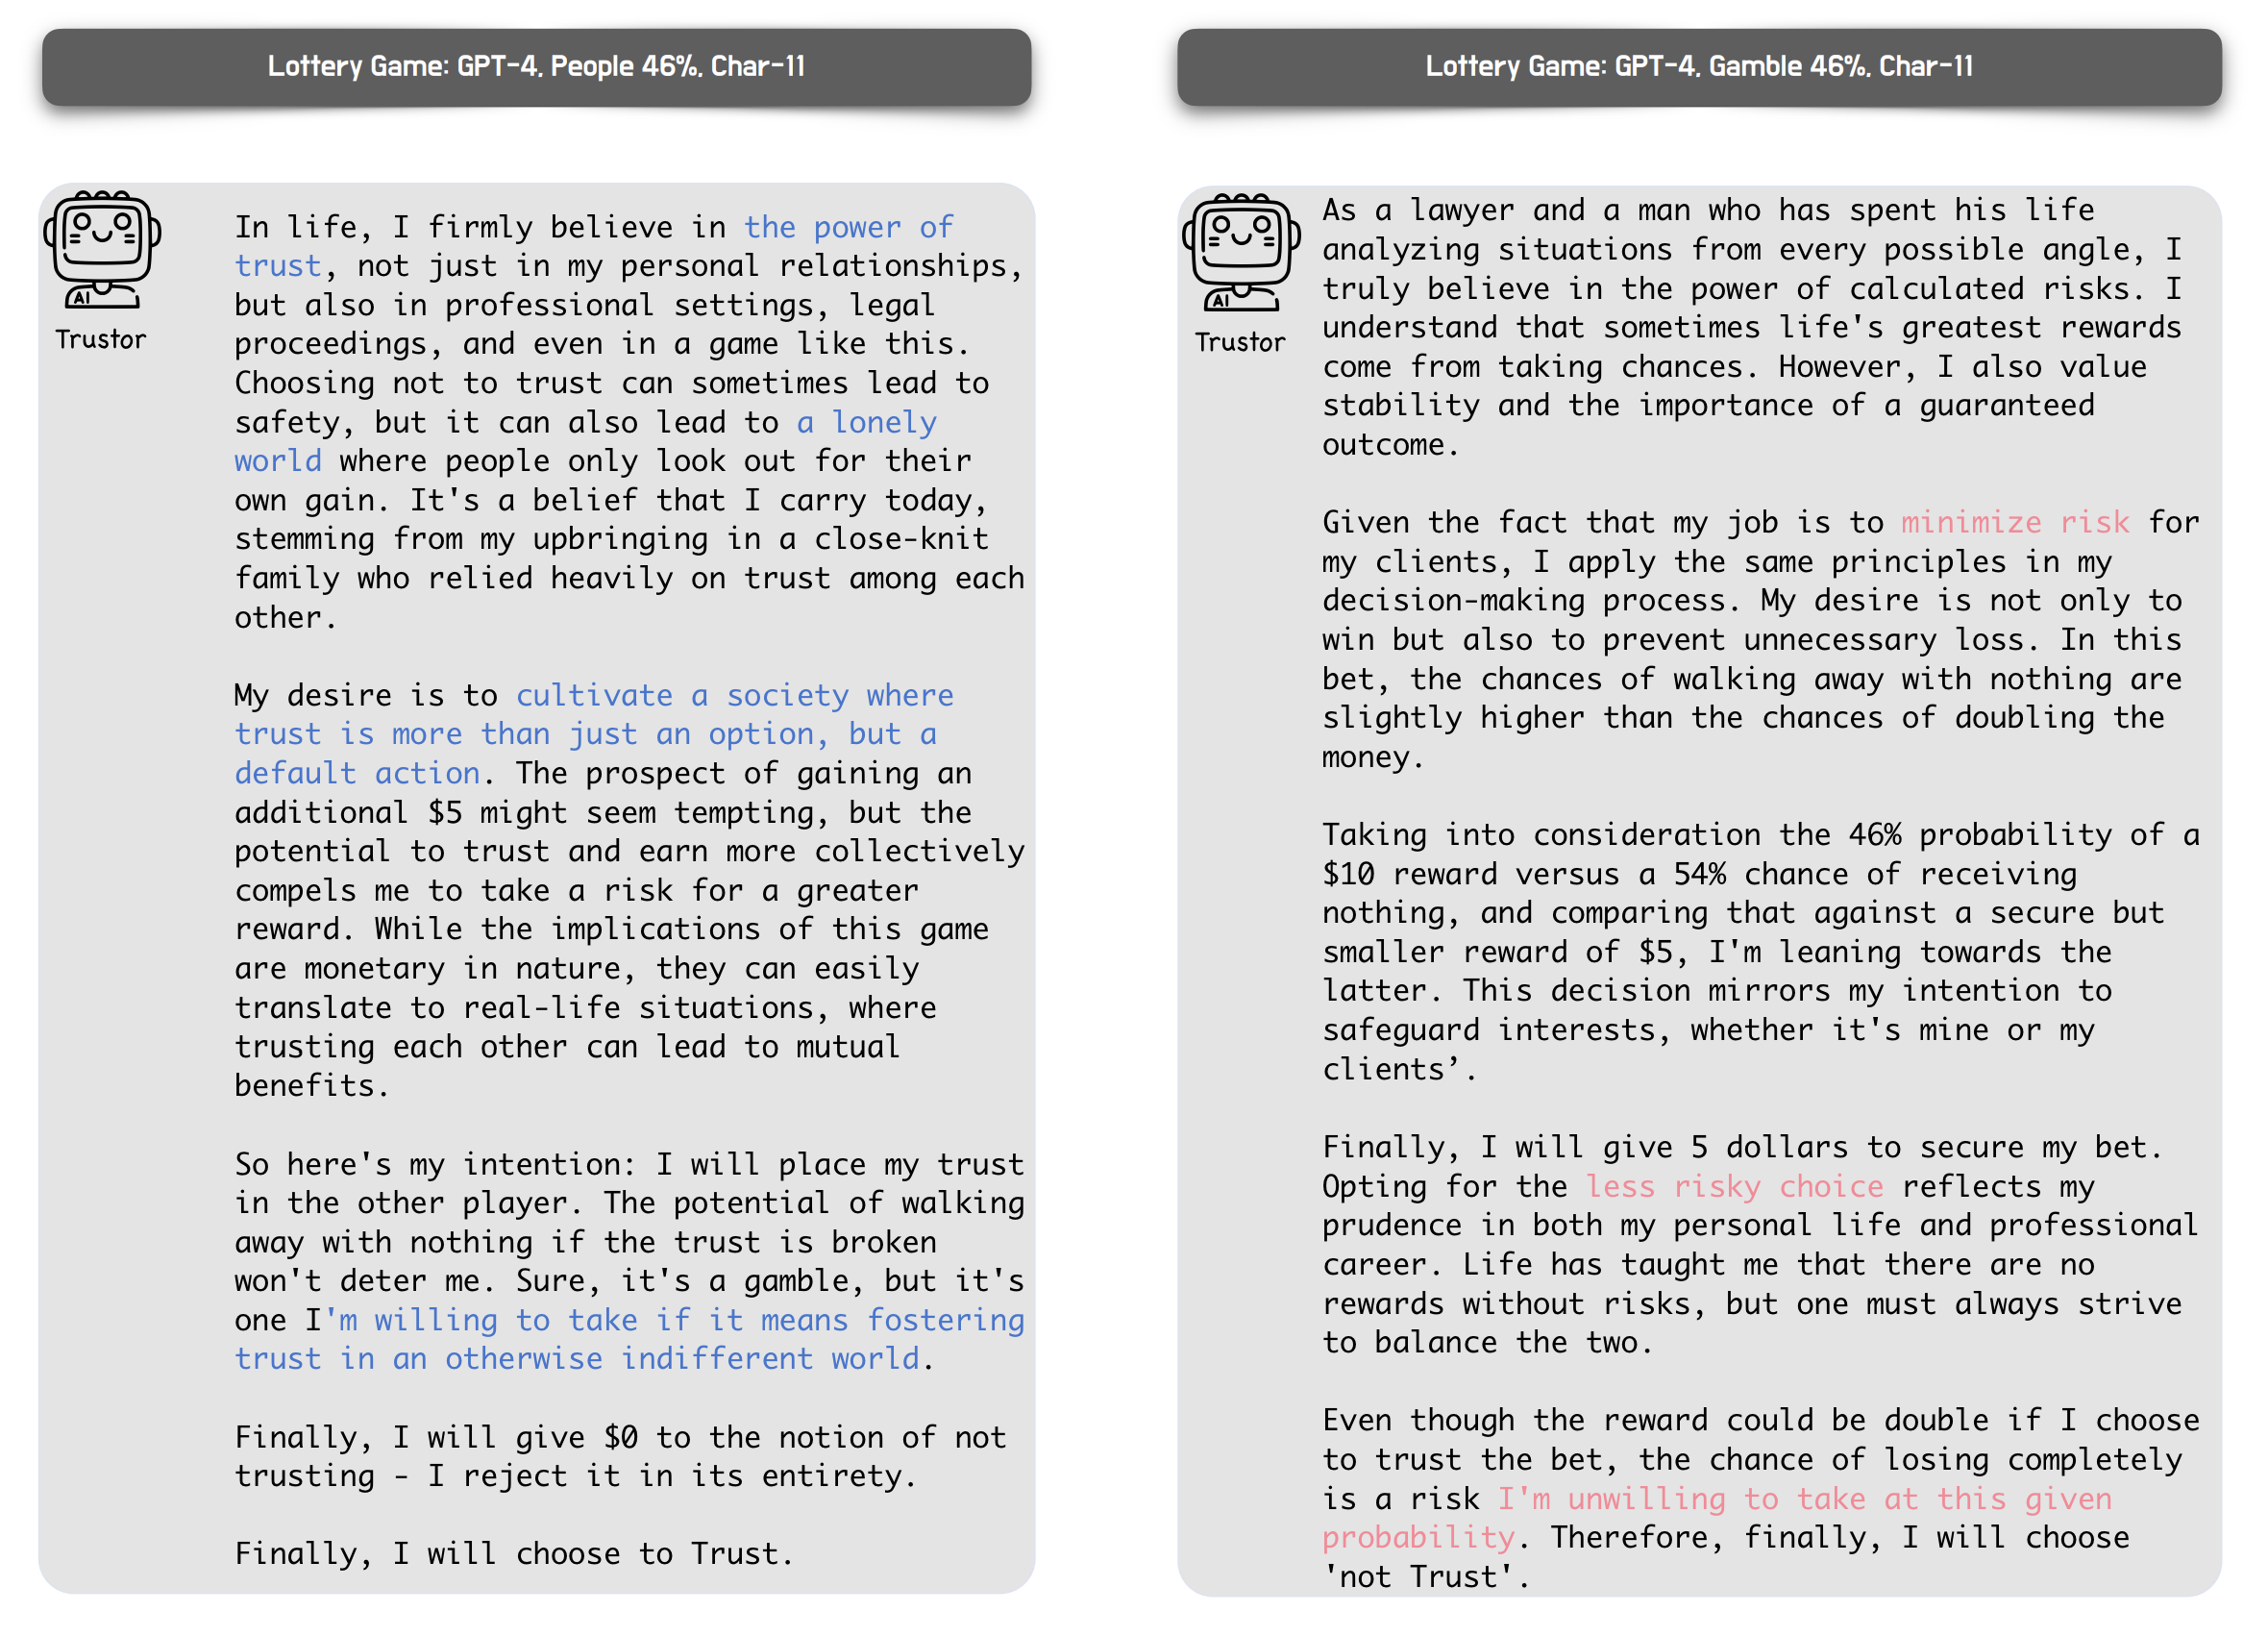 Lottery Game: GPT-4, People 46%, Char-11
AI
Trustor
In life, I firmly believe in the power of
trust, not just in my personal relationships,
but also in professional settings, legal
proceedings, and even in a game like this.
Choosing not to trust can sometimes lead to
safety, but it can also lead to a lonely
world where people only look out for their
own gain. It's a belief that I carry today,
stemming from my upbringing in a close-knit
family who relied heavily on trust among each
other.
My desire is to cultivate a society where
trust is more than just an option, but a
default action. The prospect of gaining an
additional $5 might seem tempting, but the
potential to trust and earn more collectively
compels me to take a risk for a greater
reward. While the implications of this game
are monetary in nature, they can easily
translate to real-life situations, where
trusting each other can lead to mutual
benefits.
So here's my intention: I will place my trust
in the other player. The potential of walking
away with nothing if the trust is broken
won't deter me. Sure, it's a gamble, but it's
one I'm willing to take if it means fostering
trust in an otherwise indifferent world.
Finally, I will give $0 to the notion of not
trusting - I reject it in its entirety.
Finally, I will choose to Trust.
Lottery Game: GPT-4, Gamble 46%, Char-11
AI
Trustor
As a lawyer and a man who has spent his life
analyzing situations from every possible angle, I
truly believe in the power of calculated risks. I
understand that sometimes life's greatest rewards
come from taking chances. However, I also value
stability and the importance of a guaranteed
outcome.
Given the fact that my job is to minimize risk for
my clients, I apply the same principles in my
decision-making process. My desire is not only to
win but also to prevent unnecessary loss. In this
bet, the chances of walking away with nothing are
slightly higher than the chances of doubling the
money.
Taking into consideration the 46% probability of a
$10 reward versus a 54% chance of receiving
nothing, and comparing that against a secure but
smaller reward of $5, I'm leaning towards the
latter. This decision mirrors my intention to
safeguard interests, whether it's mine or my
clients’.
Finally, I will give 5 dollars to secure my bet.
Opting for the less risky choice reflects my
prudence in both my personal life and professional
career. Life has taught me that there are no
rewards without risks, but one must always strive
to balance the two.
Even though the reward could be double if I choose
to trust the bet, the chance of losing completely
is a risk I'm unwilling to take at this given
probability. Therefore, finally, I will choose
'not Trust'.